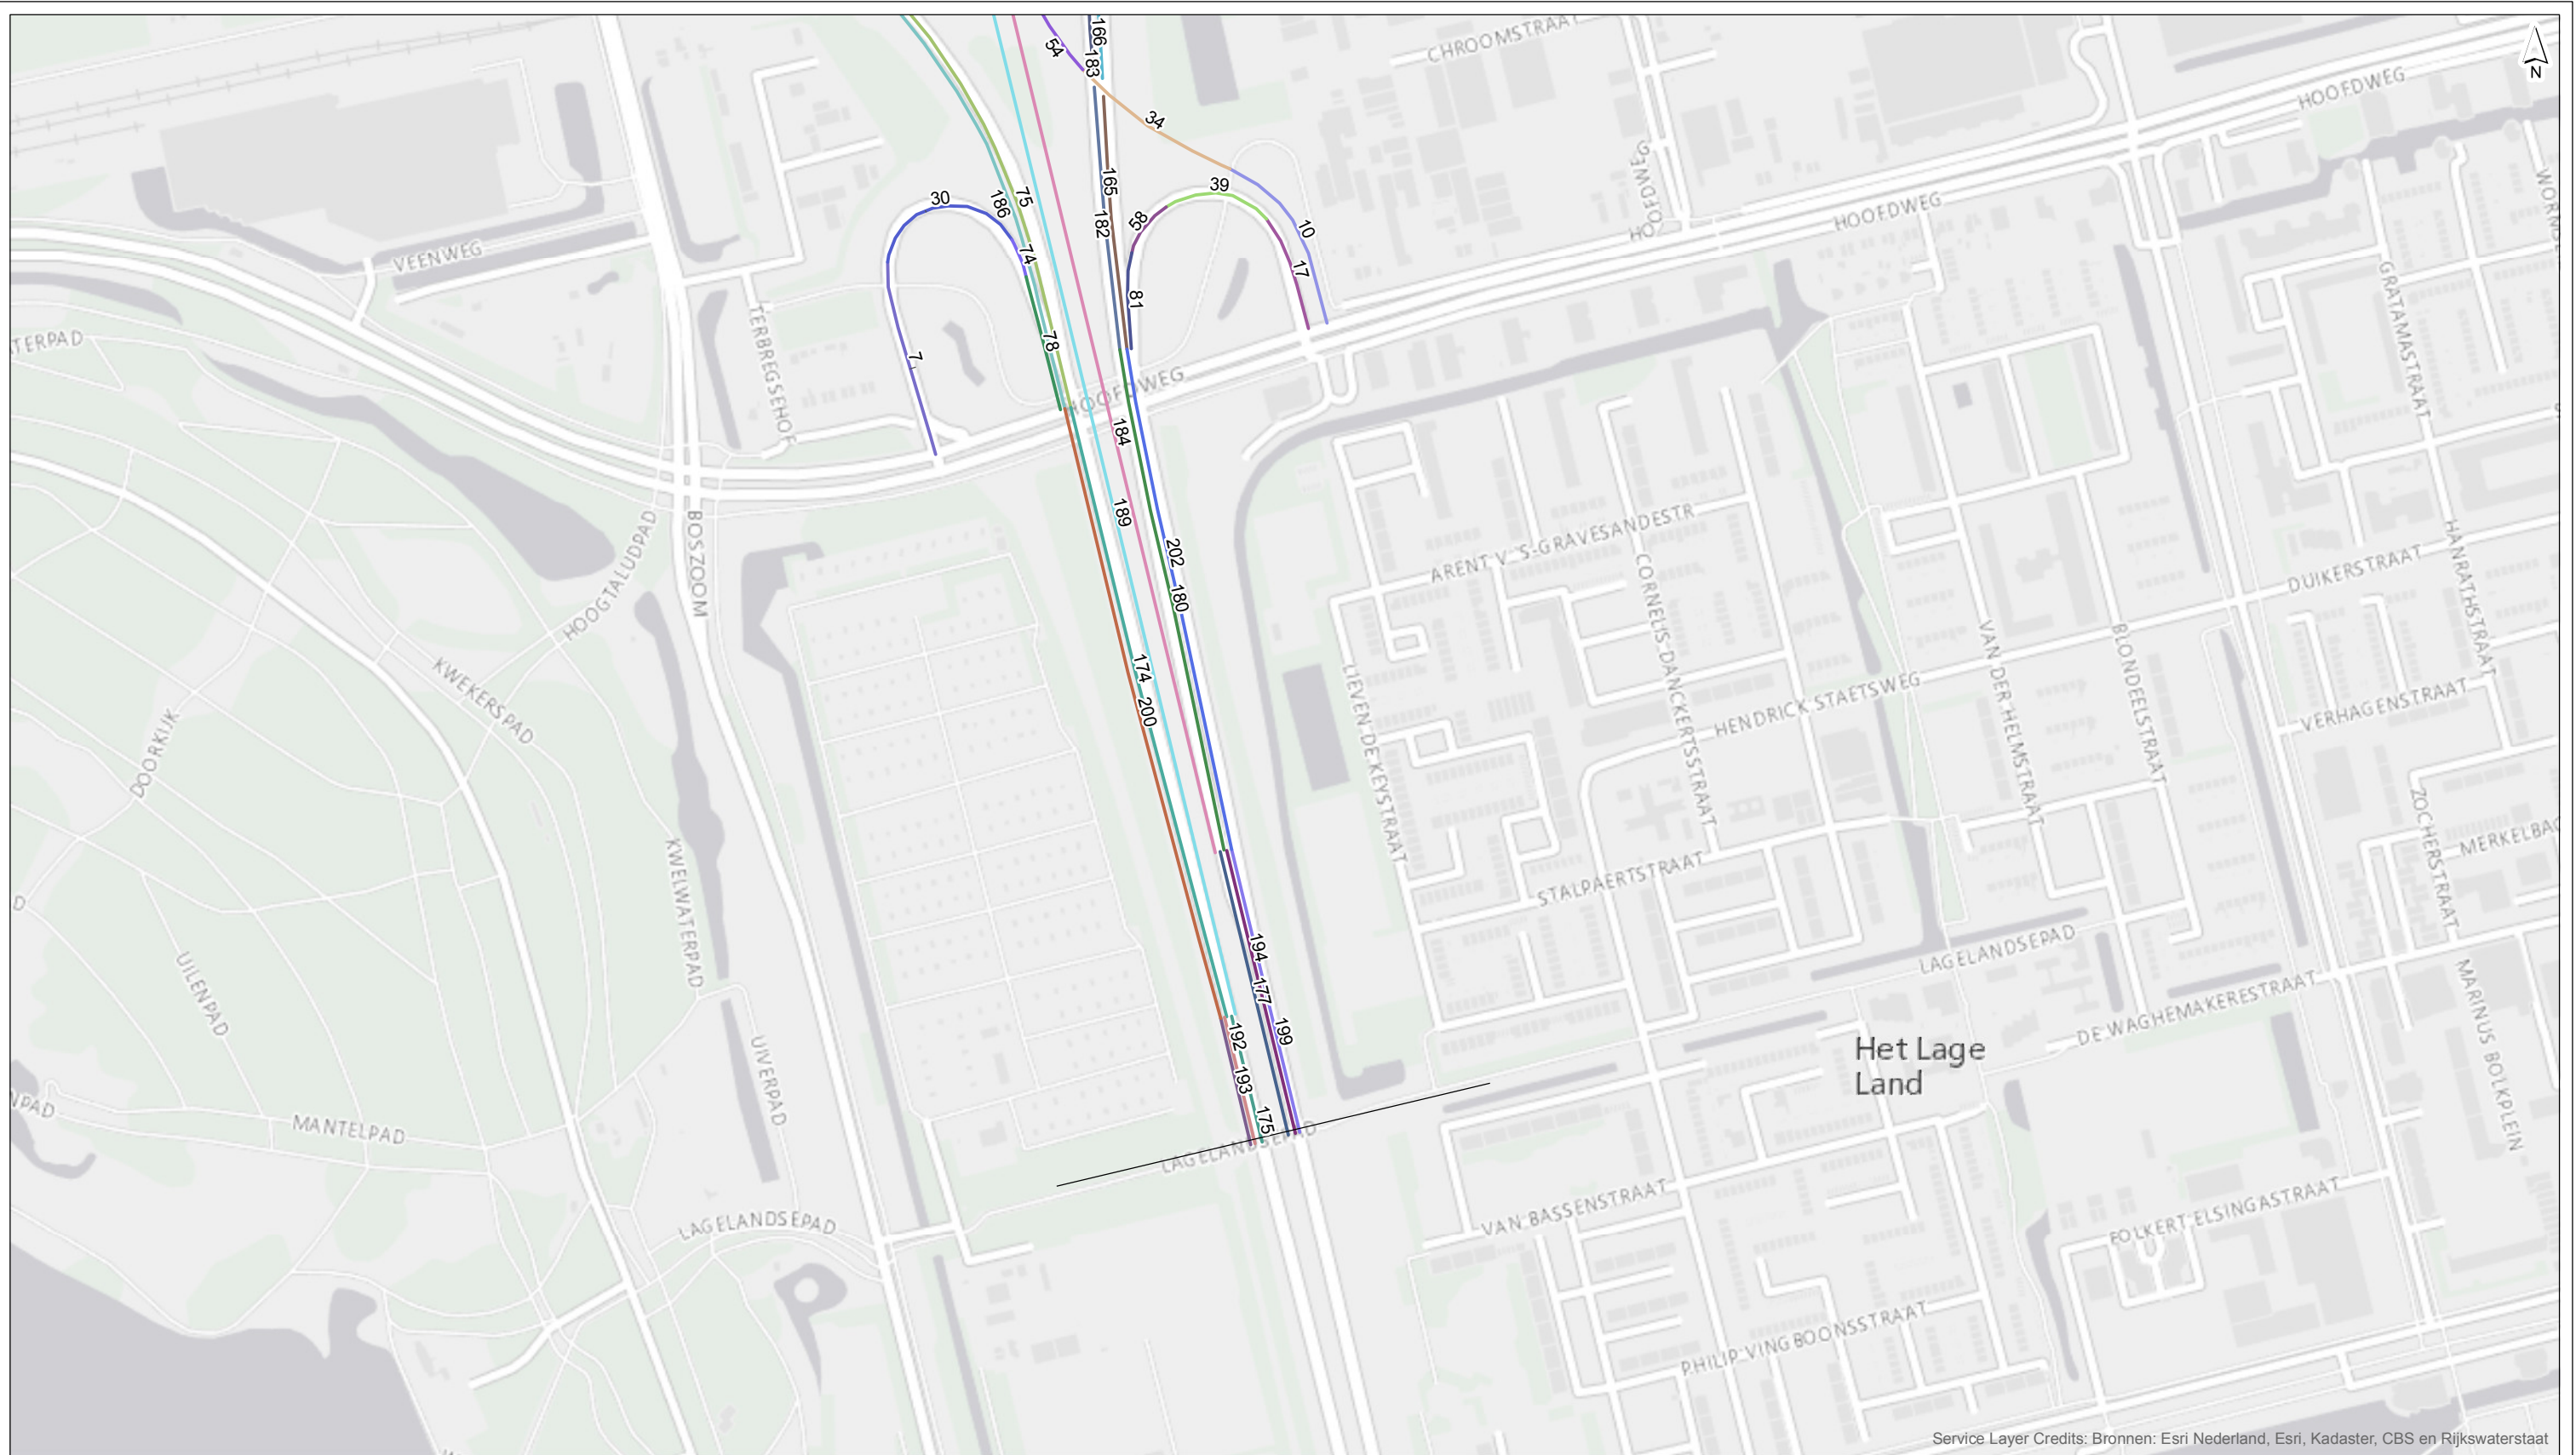 CHROOMSTRAAT
N
166
54
183
HOOFDWEG
34
165
39
30
186
75
58
182
10
HOOFDWEG
HOOFDWEG
VEENWEG
74
17
81
GRATAMASTRAAT
TERBREGSEHOF
78
7
HOOFDWEG
184
189
ARENT V 'S-GRAVESANDESTR
BOSZOOM
HOOGTALUDPAD
202
180
CORNELIS DANCKERTSSTRAAT
DUIKERSTRAAT
HANRATHSTRAAT
KWEKERSPAD
174
200
LIEVEN DE KEYSTRAAT
HENDRICK STAETSWEG
VAN DER HELMSTRAAT
BLONDEELSTRAAT
VERHAGENSTRAAT
DOORKIJK
ZOCHERSTRAAT
KWELWATERPAD
STALPAERTSTRAAT
194
LAGELANDSEPAD
UILENPAD
177
DE WAGHEMAKERESTRAAT
MARINUS BOLKPLEIN
192
199
Het Lage
Land
UIVERPAD
193
175
MANTELPAD
LAGELANDSEPAD
VAN BASSENSTRAAT
LAGELANDSEPAD
FOLKERT ELSINGASTRAAT
PHILIP VINGBOONSSTRAAT
Service Layer Credits: Bronnen: Esri Nederland, Esri, Kadaster, CBS en Rijkswaterstaat